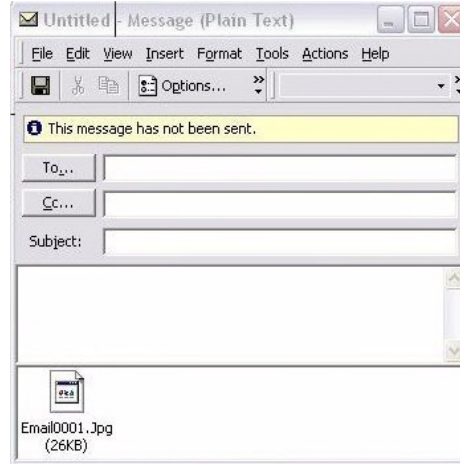 Untitled - Message (Plain Text)
File Edit View Insert Format Tools Actions Help
Options...
This message has not been sent.
To...
Cc...
Subject:
Email0001.Jpg
(26KB)